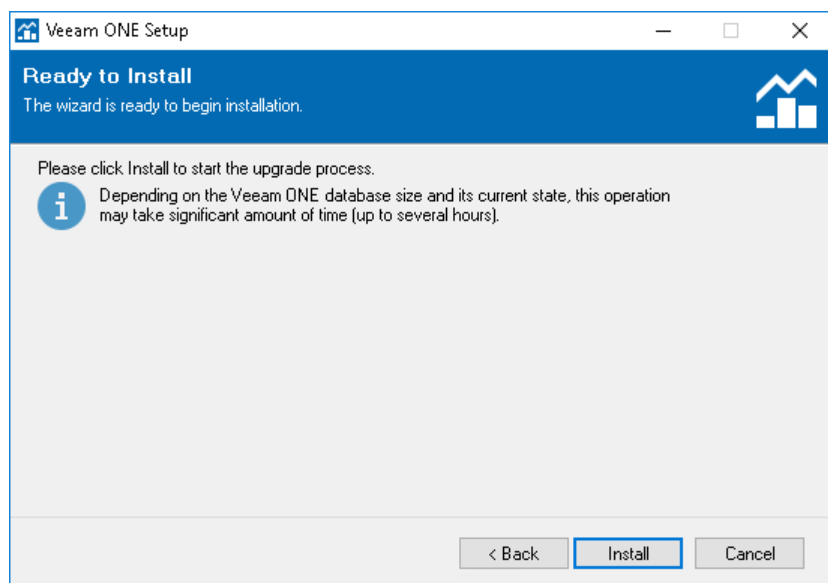 Veeam ONE Setup
Ready to Install
The wizard is ready to begin installation.
Please click Install to start the upgrade process.
Depending on the Veeam ONE database size and its current state, this operation
may take significant amount of time (up to several hours).
< Back
Install
Cancel